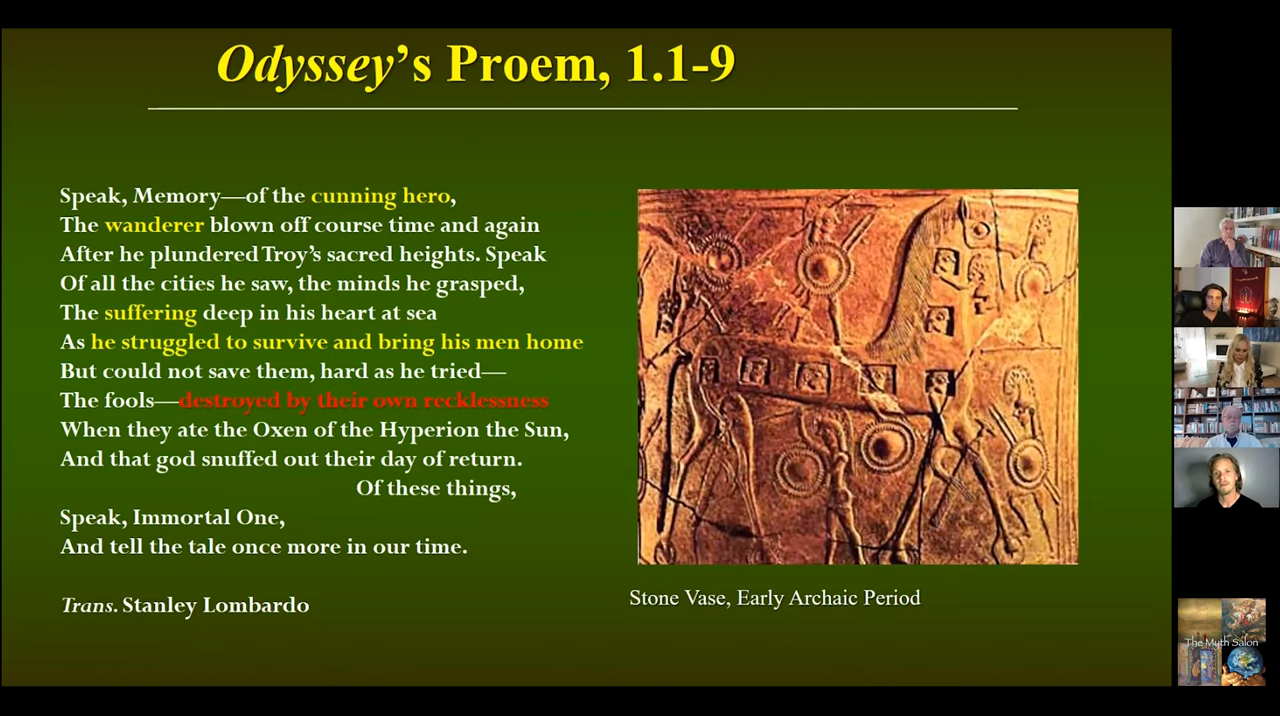 Odyssey’s Proem, 1.1-9
Speak, Memory—of the cunning hero,
The wanderer blown off course time and again
After he plundered Troy’s sacred heights. Speak
Of all the cities he saw, the minds he grasped,
The suffering deep in his heart at sea
As he struggled to survive and bring his men home
But could not save them, hard as he tried—
The fools—destroyed by their own recklessness
When they ate the Oxen of the Hyperion the Sun,
And that god snuffed out their day of return.
Of these things,
Speak, Immortal One,
And tell the tale once more in our time.
Trans. Stanley Lombardo
Stone Vase, Early Archaic Period
The Myth Salon